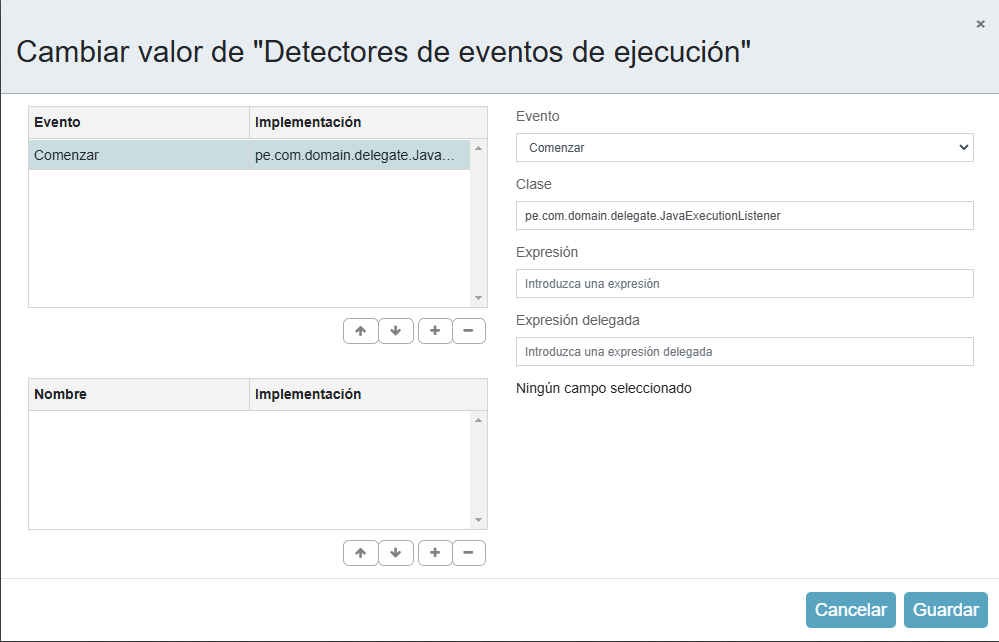 ×
Cambiar valor de "Detectores de eventos de ejecución"
Evento Implementación
Comenzar pe.com.domain.delegate.Java...
Nombre Implementación
Evento
Comenzar
Clase
pe.com.domain.delegate.JavaExecutionListener
Expresión
Introduzca una expresión
Expresión delegada
Introduzca una expresión delegada
Ningún campo seleccionado
Cancelar Guardar